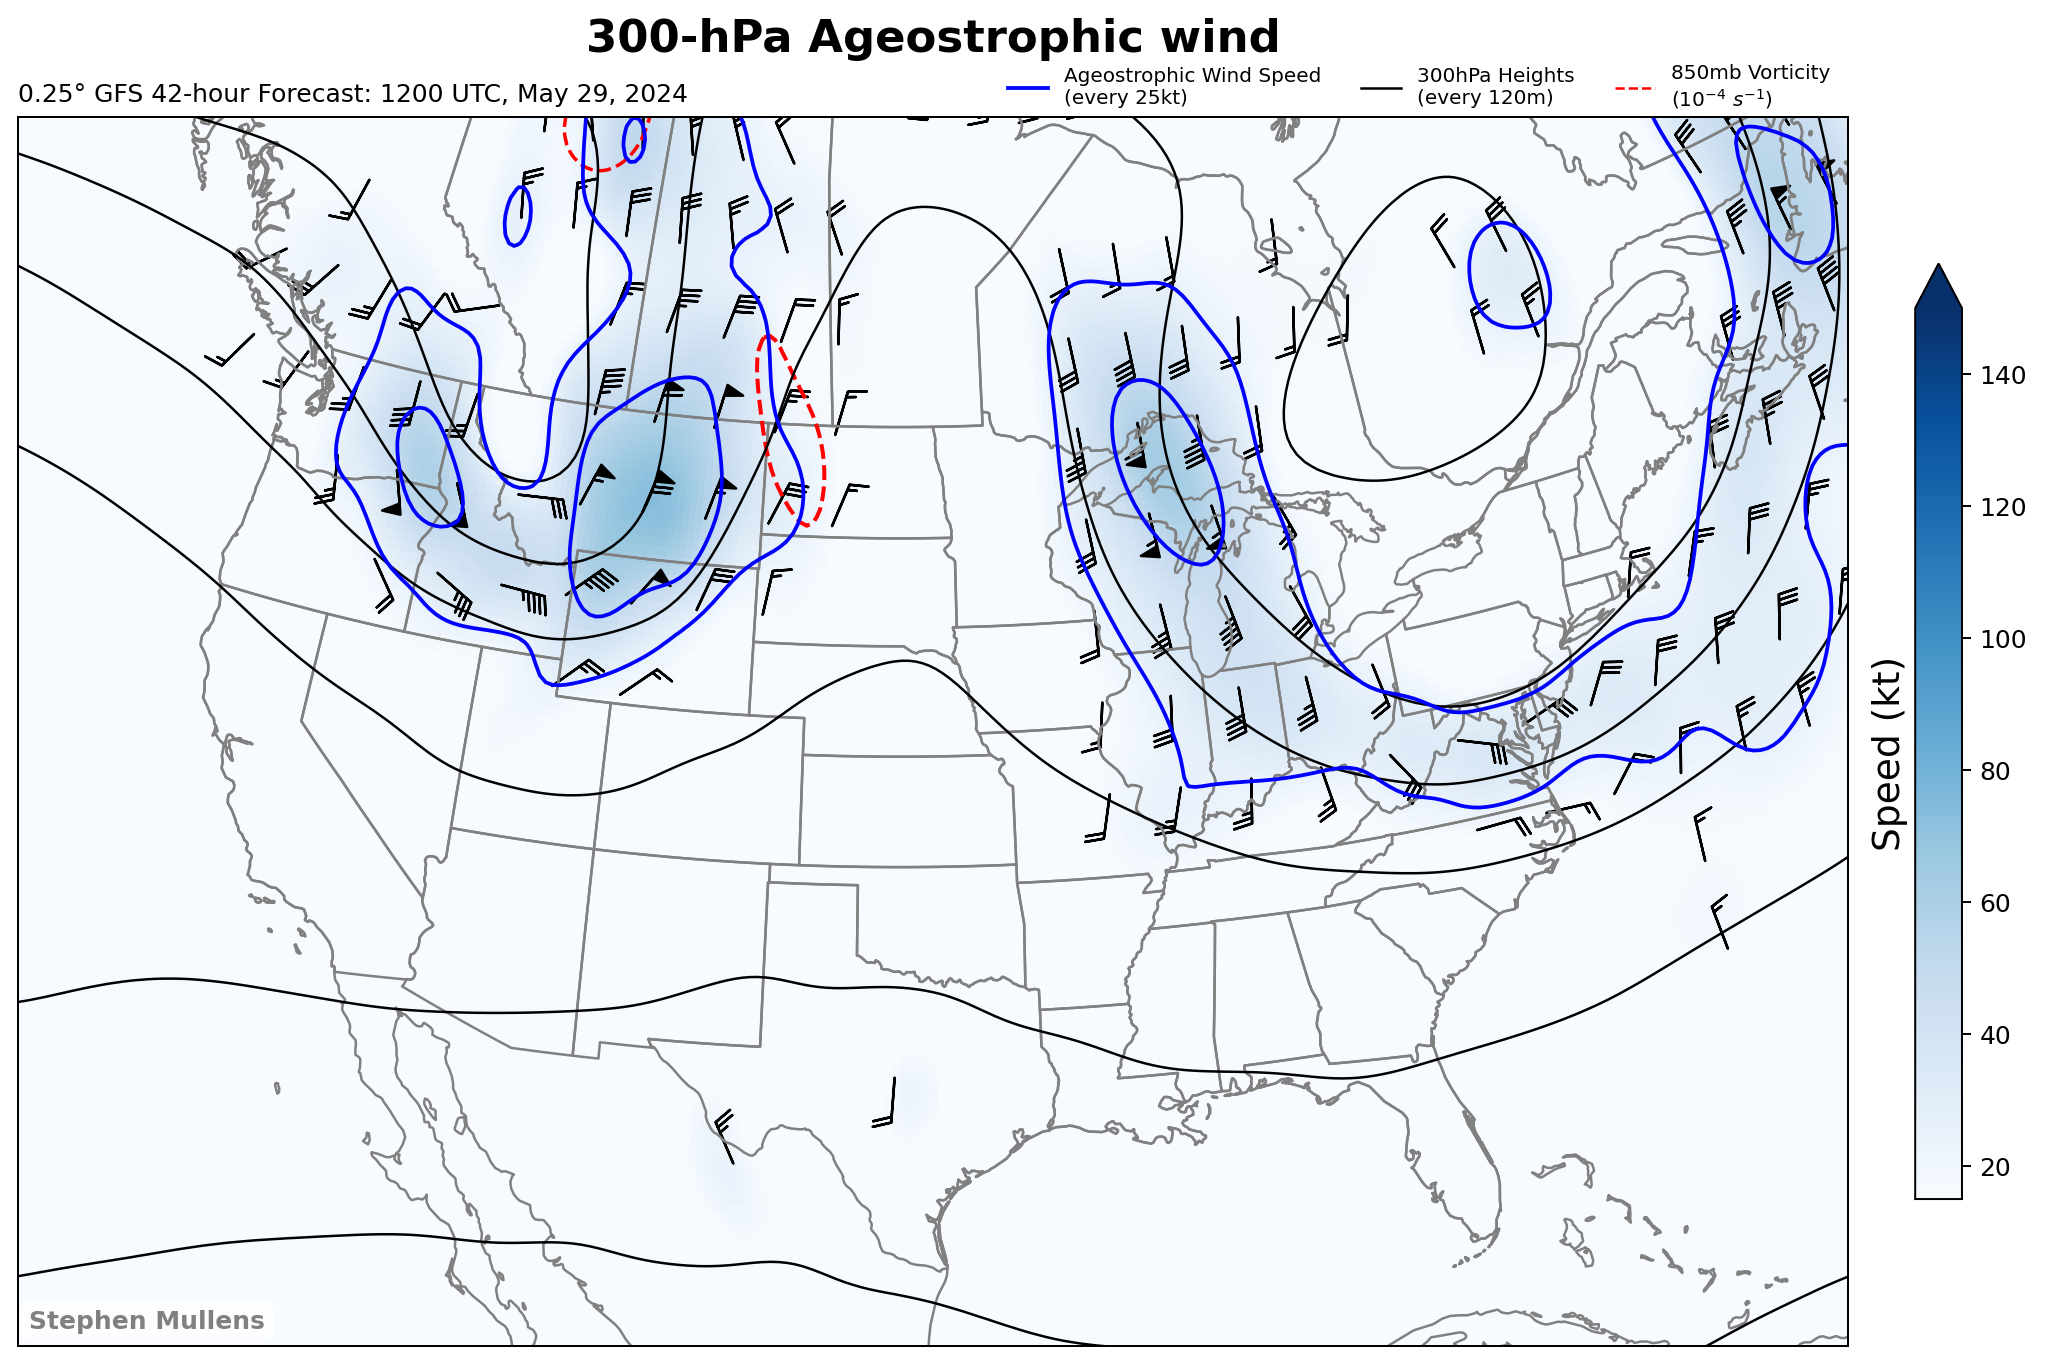 300-hPa Ageostrophic wind
0.25° GFS 42-hour Forecast: 1200 UTC, May 29, 2024
Ageostrophic Wind Speed
(every 25kt)
300hPa Heights
(every 120m)
850mb Vorticity
(10⁻⁴ s⁻¹)
140
120
100
80
60
40
20
Speed (kt)
Stephen Mullens